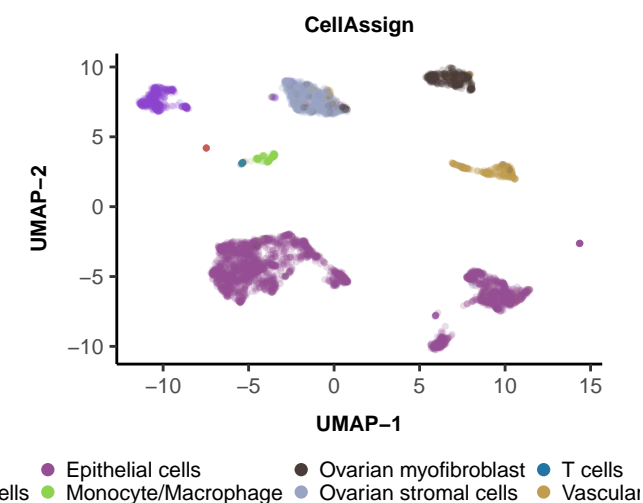 CellAssign
10
5
0
−5
−10
UMAP−2
−10 −5 0 5 10 15
UMAP−1
Epithelial cells Ovarian myofibroblast T cells
ells Monocyte/Macrophage Ovarian stromal cells Vascular